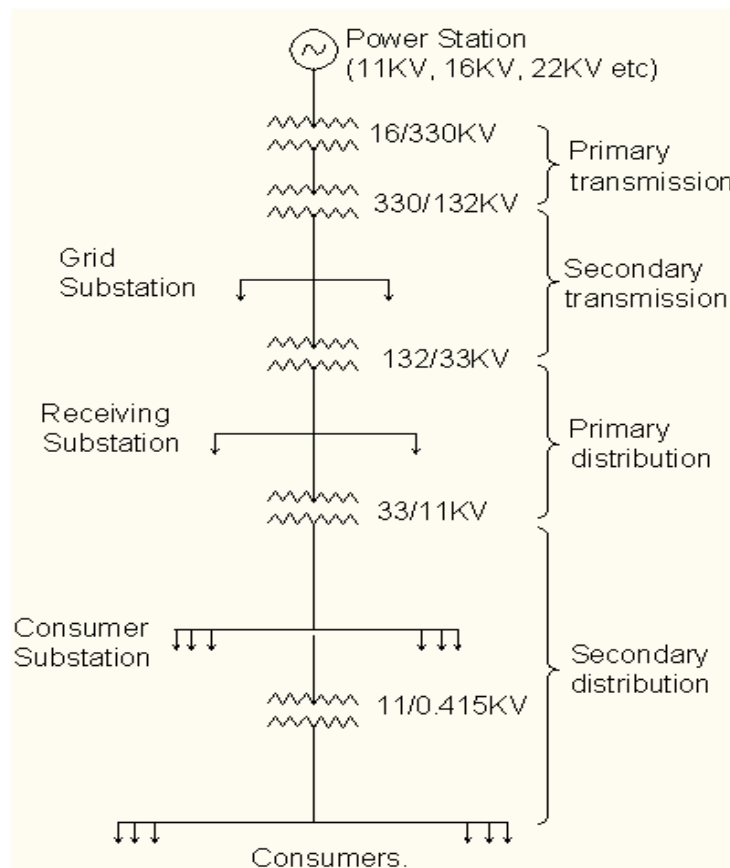 Power Station
(11KV, 16KV, 22KV etc)
16/330KV
Primary
transmission
330/132KV
Grid
Substation
Secondary
transmission
132/33KV
Receiving
Substation
Primary
distribution
33/11KV
Consumer
Substation
Secondary
distribution
11/0.415KV
Consumers.